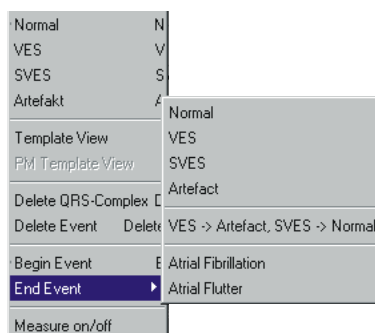 Normal N
VES V
SVES S
Artefakt A
Template View
PM Template View
Delete QRS-Complex D
Delete Event Delete
Begin Event E
End Event
Measure on/off
Normal
VES
SVES
Artefact
VES -> Artefact, SVES -> Normal
Atrial Fibrillation
Atrial Flutter